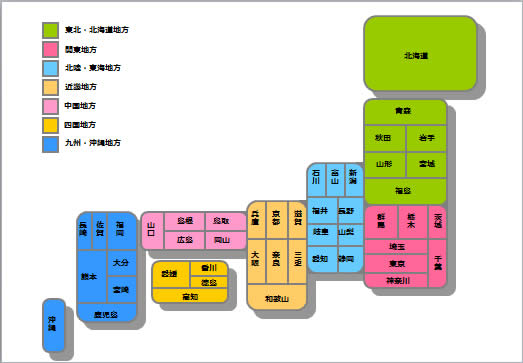 東北・北海道地方
関東地方
北陸・東海地方
近畿地方
中国地方
四国地方
九州・沖縄地方
北海道
青森
秋田
岩手
山形
宮城
福島
石川
富山
新潟
福井
長野
岐阜
山梨
愛知
静岡
群馬
栃木
茨城
埼玉
東京
千葉
神奈川
兵庫
京都
滋賀
大阪
奈良
三重
和歌山
山口
島根
鳥取
広島
岡山
愛媛
香川
徳島
高知
長崎
佐賀
福岡
熊本
大分
宮崎
鹿児島
沖縄